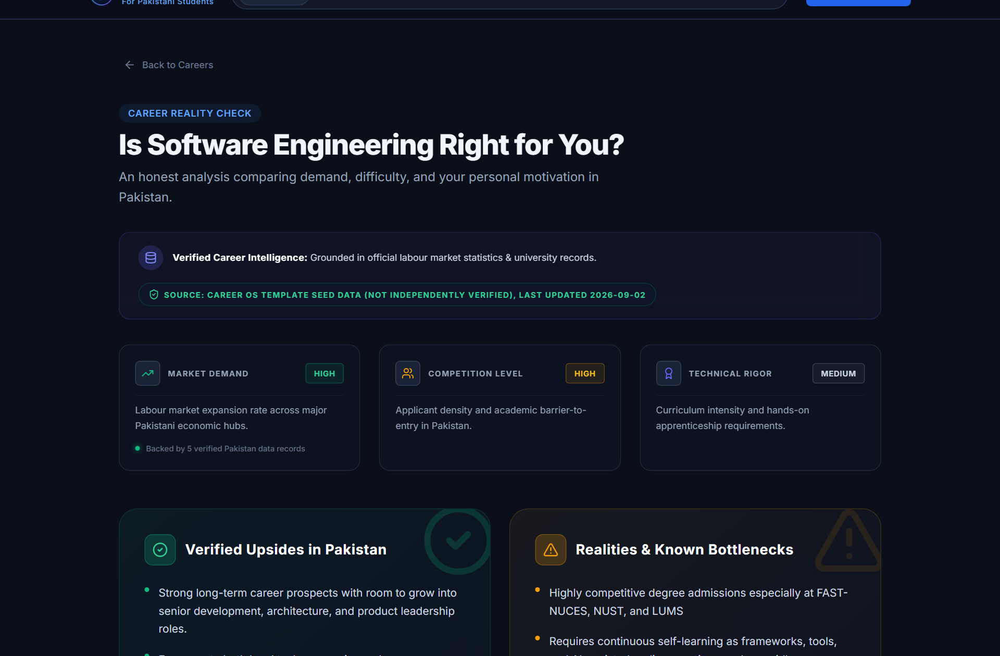 For Pakistani Students
Back to Careers
CAREER REALITY CHECK
Is Software Engineering Right for You?
An honest analysis comparing demand, difficulty, and your personal motivation in
Pakistan.
Verified Career Intelligence: Grounded in official labour market statistics & university records.
SOURCE: CAREER OS TEMPLATE SEED DATA (NOT INDEPENDENTLY VERIFIED), LAST UPDATED 2026-09-02
MARKET DEMAND
HIGH
Labour market expansion rate across major
Pakistani economic hubs.
Backed by 5 verified Pakistan data records
COMPETITION LEVEL
HIGH
Applicant density and academic barrier-to-
entry in Pakistan.
TECHNICAL RIGOR
MEDIUM
Curriculum intensity and hands-on
apprenticeship requirements.
Verified Upsides in Pakistan
Strong long-term career prospects with room to grow into
senior development, architecture, and product leadership
roles.
Realities & Known Bottlenecks
Highly competitive degree admissions especially at FAST-
NUCES, NUST, and LUMS
Requires continuous self-learning as frameworks, tools,